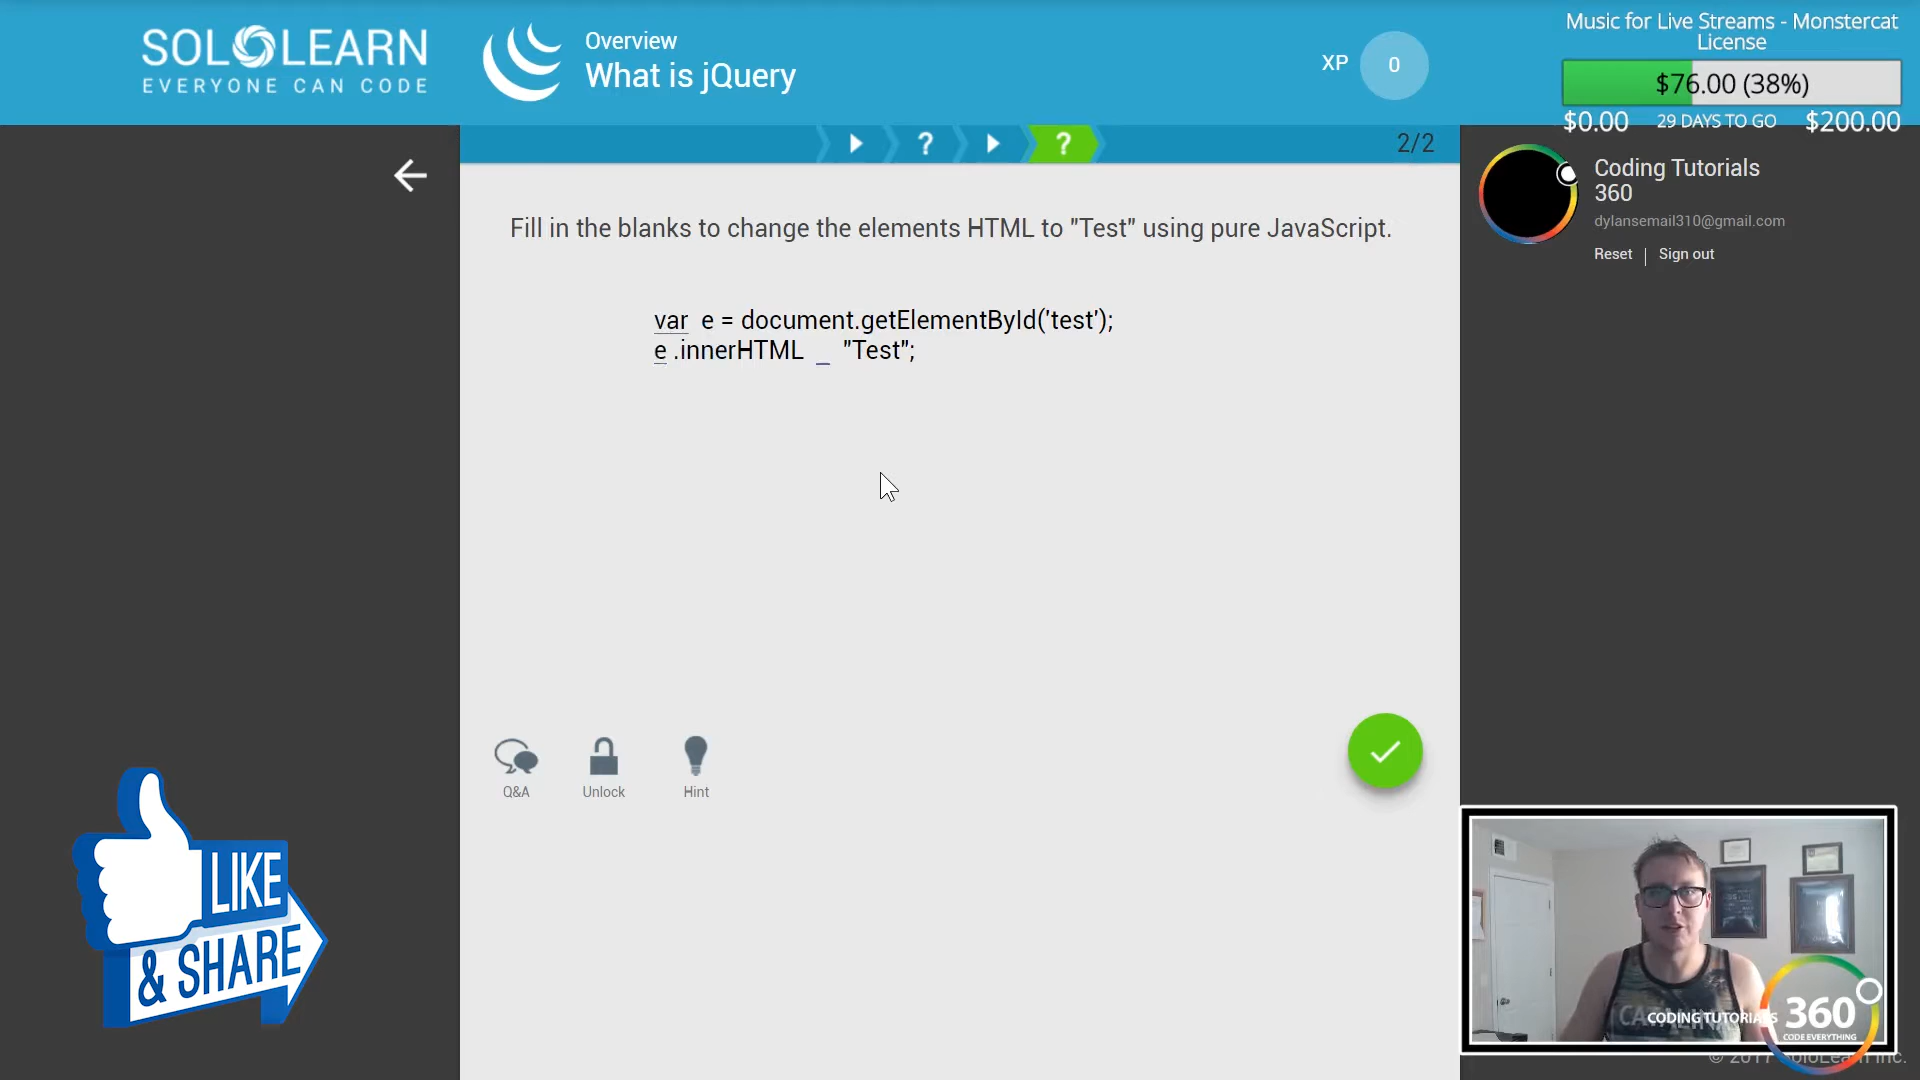 SOLOLEARN
EVERYONE CAN CODE
Overview
What is jQuery
XP
0
Music for Live Streams - Monstercat
License
$76.00 (38%)
$0.00 29 DAYS TO GO $200.00
? ?
2/2
Coding Tutorials
360
dylansemail310@gmail.com
Reset | Sign out
Fill in the blanks to change the elements HTML to "Test" using pure JavaScript.
var e = document.getElementById('test');
e .innerHTML _ "Test";
Q&A
Unlock
Hint
LIKE
& SHARE
CODING TUTORIALS 360
CODE EVERYTHING
© 2017 SoloLearn Inc.